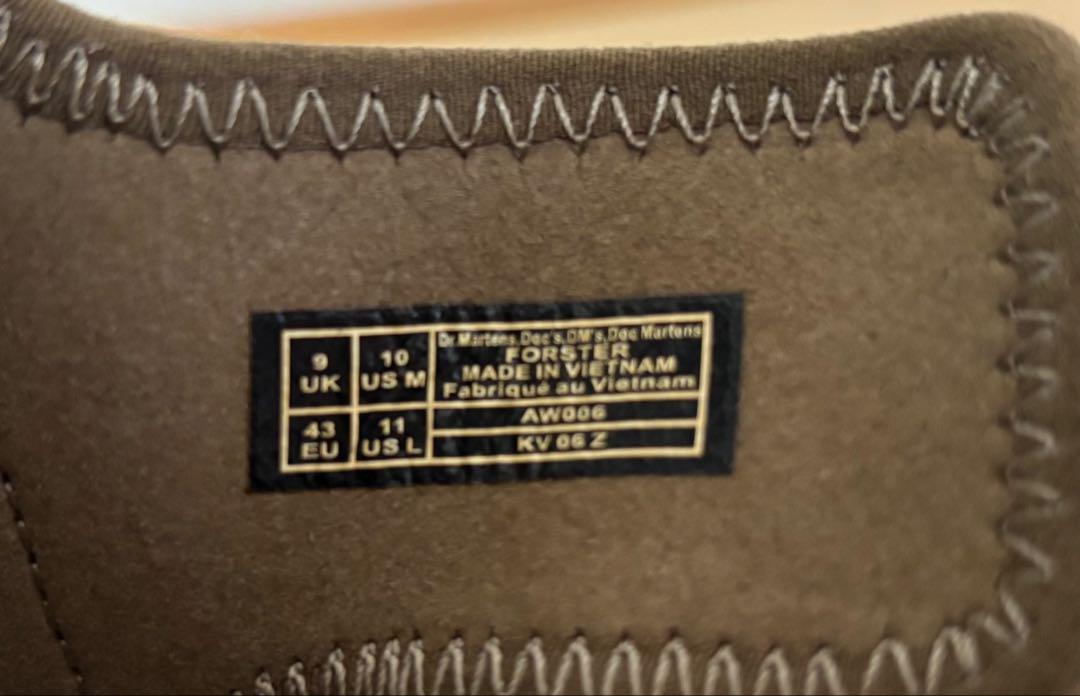 9
UK
10
US M
43
EU
11
US L
Dr.Martens,Doc's,DM's,Doc Martens
FORSTER
MADE IN VIETNAM
Fabriqué au Vietnam
AW006
KV 06 Z